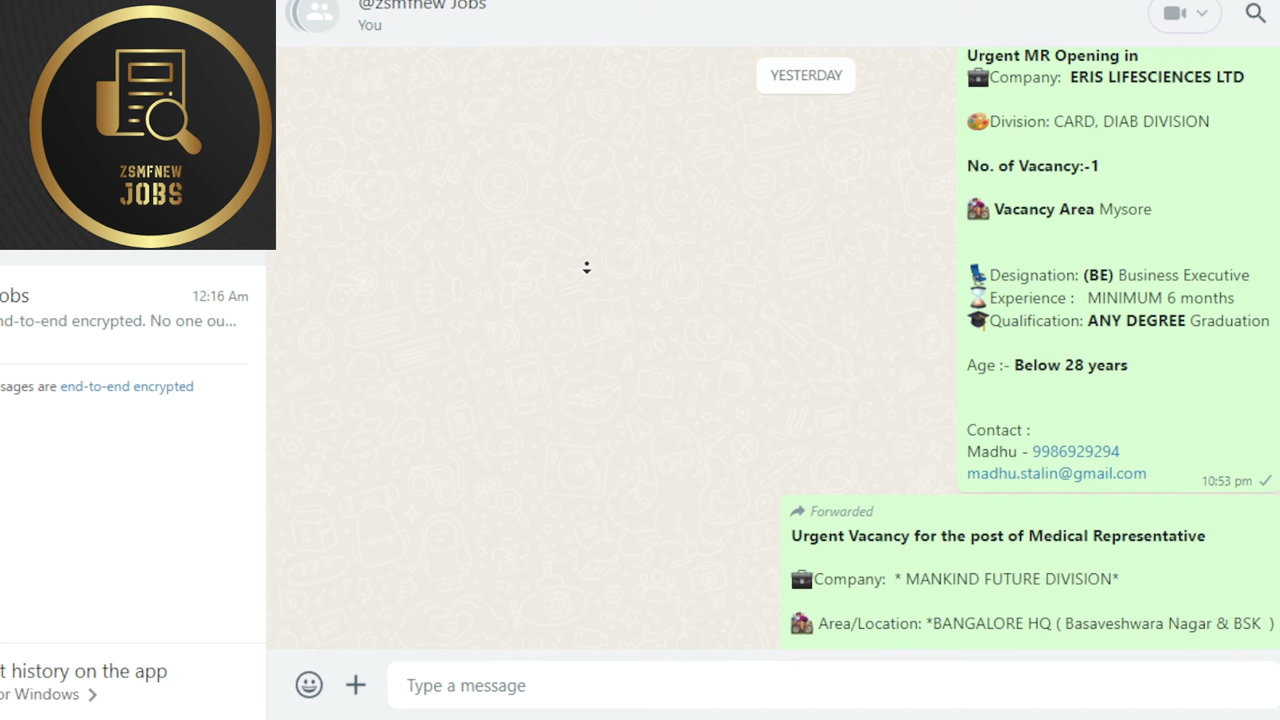 ZSMFNEW
JOBS
obs
12:16 Am
nd-to-end encrypted. No one ou...
sages are end-to-end encrypted
t history on the app
or Windows
@zsmfnew Jobs
You
YESTERDAY
Urgent MR Opening in
💼Company: ERIS LIFESCIENCES LTD
🎨Division: CARD, DIAB DIVISION
No. of Vacancy:-1
Vacancy Area Mysore
💺Designation: (BE) Business Executive
⏳Experience : MINIMUM 6 months
🎓Qualification: ANY DEGREE Graduation
Age :- Below 28 years
Contact :
Madhu - 9986929294
madhu.stalin@gmail.com
10:53 pm
Forwarded
Urgent Vacancy for the post of Medical Representative
💼Company: * MANKIND FUTURE DIVISION*
Area/Location: *BANGALORE HQ ( Basaveshwara Nagar & BSK )
Type a message